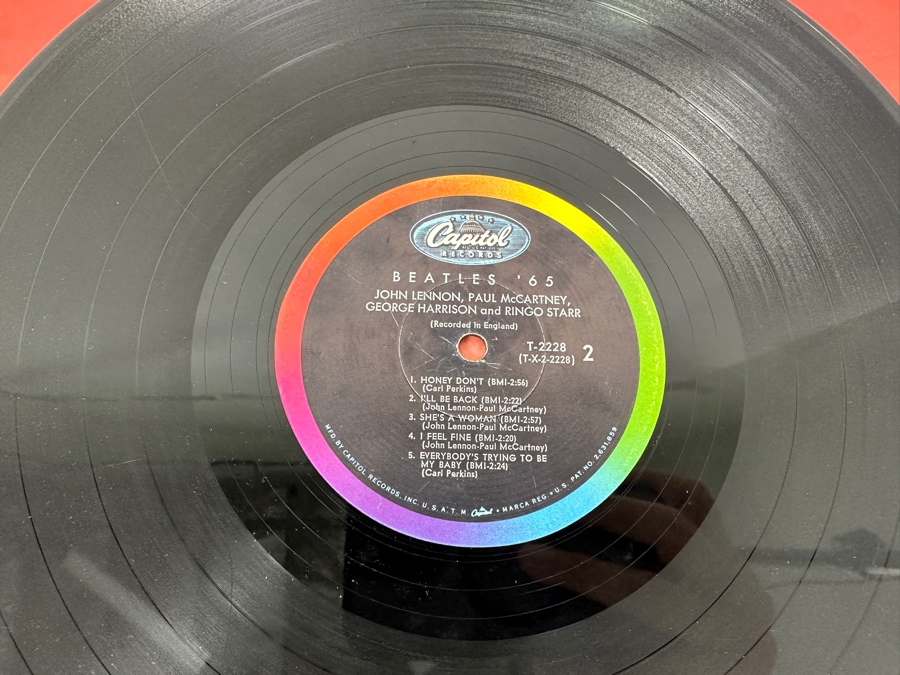 Capitol
RECORDS
BEATLES '65
JOHN LENNON, PAUL McCARTNEY,
GEORGE HARRISON and RINGO STARR
(Recorded in England)
T-2228
(T-X-2-2228)
2
1. HONEY DON'T (BMI-2:56)
(Carl Perkins)
2. I'LL BE BACK (BMI-2:22)
(John Lennon-Paul McCartney)
3. SHE'S A WOMAN (BMI-2:57)
(John Lennon-Paul McCartney)
4. I FEEL FINE (BMI-2:20)
(John Lennon-Paul McCartney)
5. EVERYBODY'S TRYING TO BE
MY BABY (BMI-2:24)
(Carl Perkins)
MFD. BY CAPITOL RECORDS, INC. U.S.A. T.M. Capitol • MARCA REG. • U.S. PAT. NO. 2,631,859